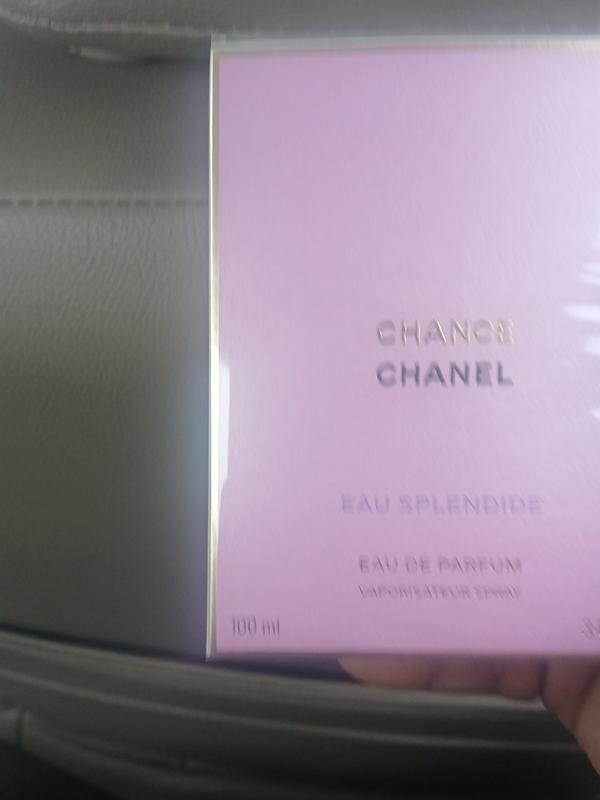 CHANCE
CHANEL
EAU SPLENDIDE
EAU DE PARFUM
VAPORISATEUR SPRAY
100 ml